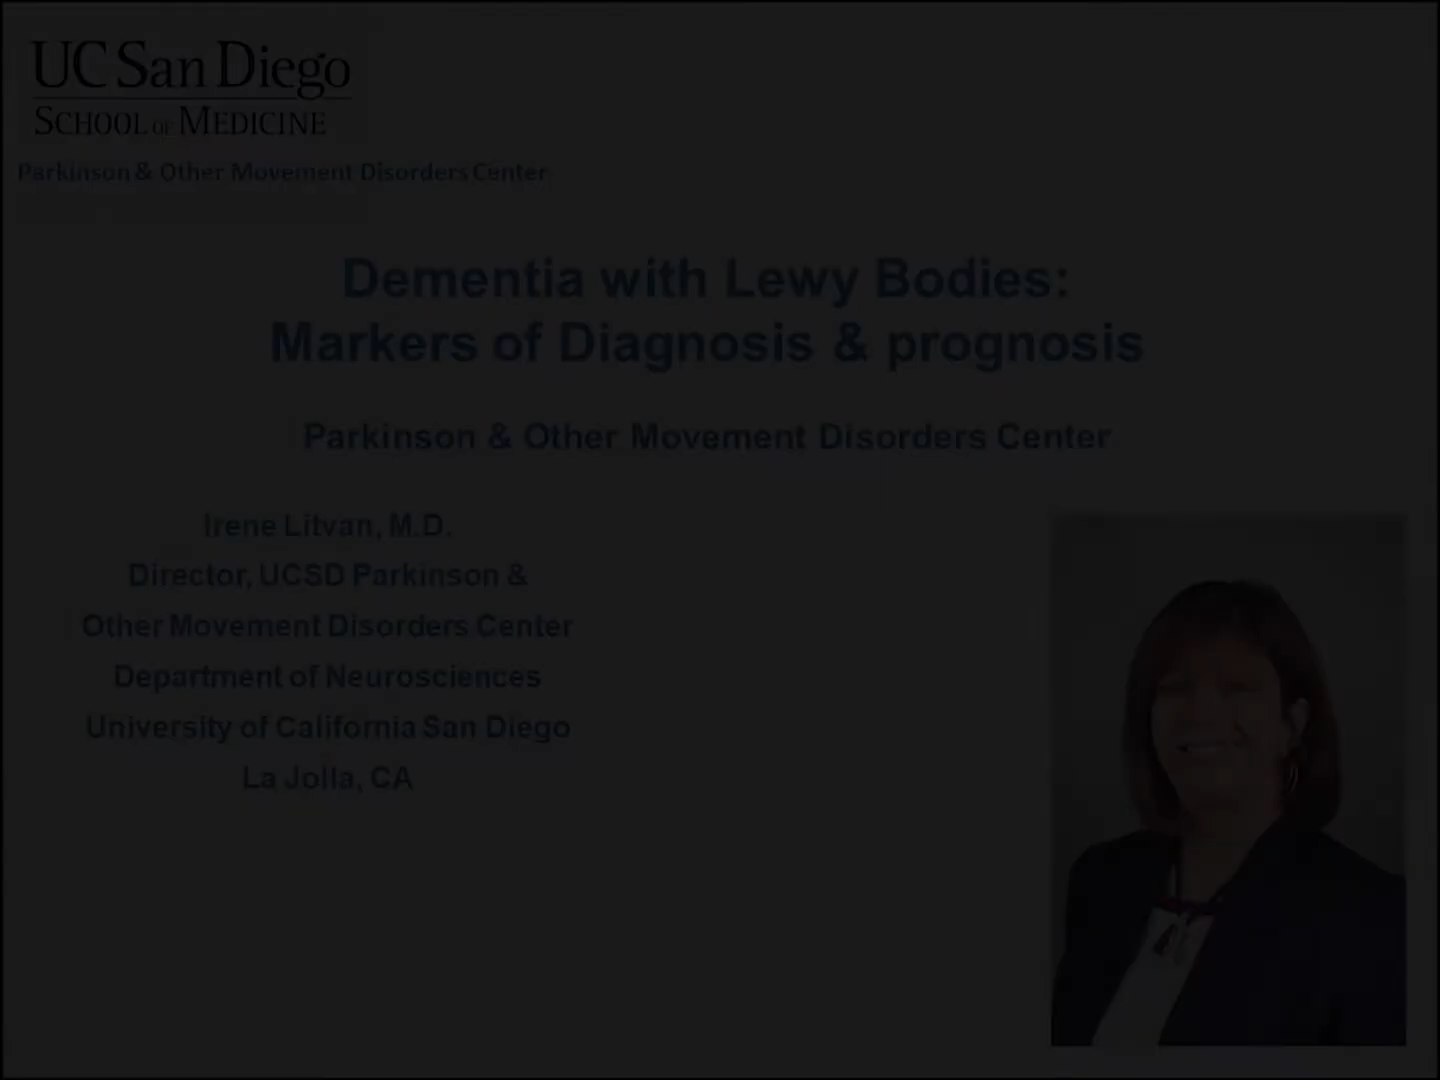 UC San Diego
SCHOOL OF MEDICINE
Parkinson & Other Movement Disorders Center
Dementia with Lewy Bodies:
Markers of Diagnosis & prognosis
Parkinson & Other Movement Disorders Center
Irene Litvan, M.D.
Director, UCSD Parkinson &
Other Movement Disorders Center
Department of Neurosciences
University of California San Diego
La Jolla, CA